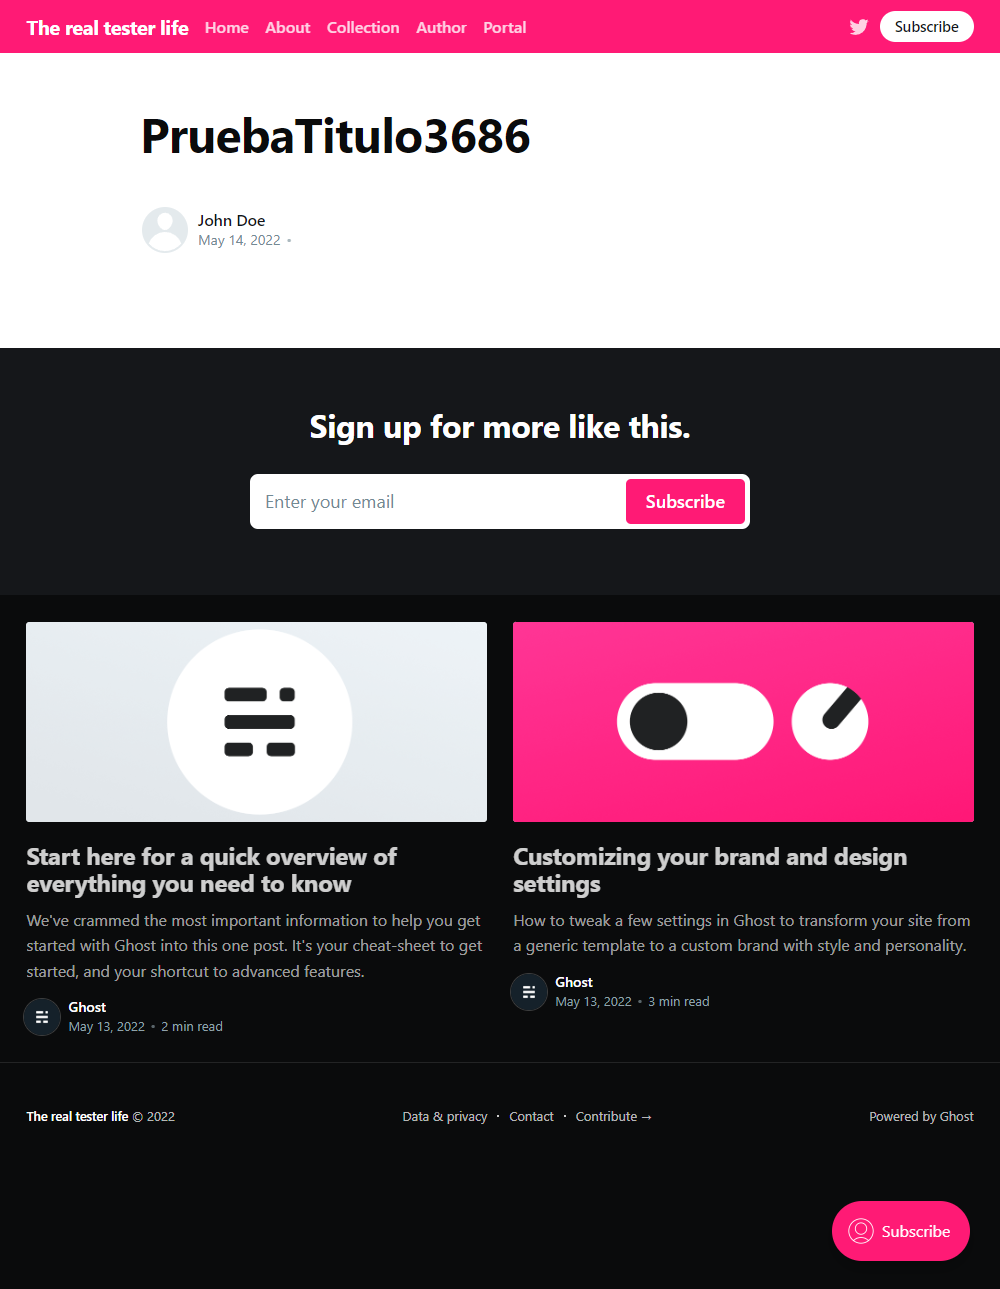 The real tester life Home About Collection Author Portal Subscribe
PruebaTitulo3686
John Doe
May 14, 2022 •
Sign up for more like this.
Enter your email Subscribe
Start here for a quick overview of
everything you need to know
We've crammed the most important information to help you get
started with Ghost into this one post. It's your cheat-sheet to get
started, and your shortcut to advanced features.
Ghost
May 13, 2022 • 2 min read
Customizing your brand and design
settings
How to tweak a few settings in Ghost to transform your site from
a generic template to a custom brand with style and personality.
Ghost
May 13, 2022 • 3 min read
The real tester life © 2022 Data & privacy · Contact · Contribute → Powered by Ghost
Subscribe